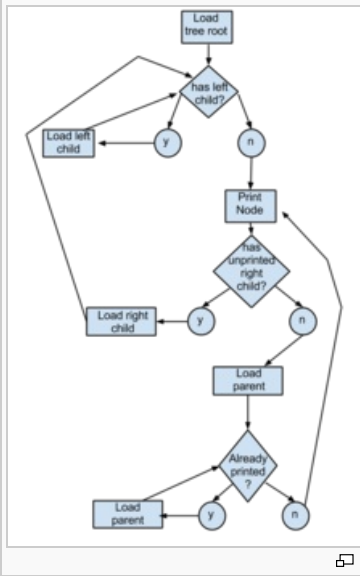 Load
tree root
has left
child?
Load left
child
y
n
Print
Node
has
unprinted
right
child?
Load right
child
y
n
Load
parent
Already
printed
?
Load
parent
y
n